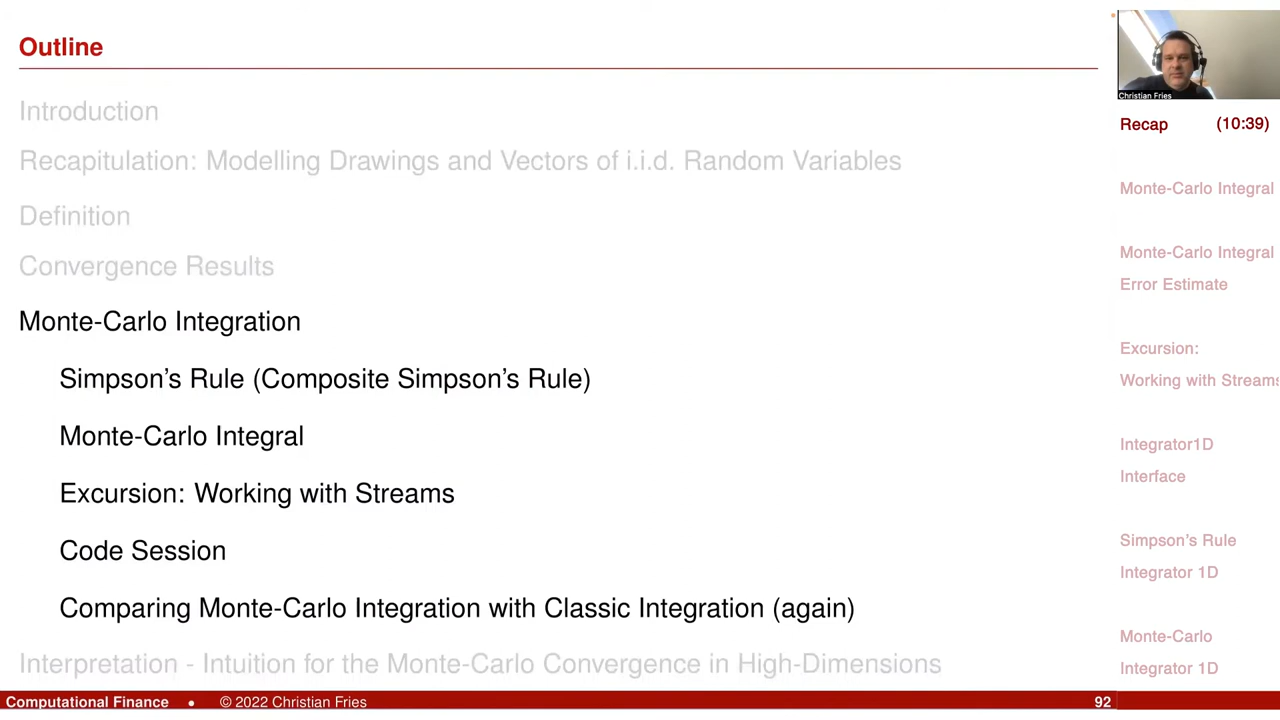 Outline
Introduction
Recapitulation: Modelling Drawings and Vectors of i.i.d. Random Variables
Definition
Convergence Results
Monte-Carlo Integration
Simpson's Rule (Composite Simpson's Rule)
Monte-Carlo Integral
Excursion: Working with Streams
Code Session
Comparing Monte-Carlo Integration with Classic Integration (again)
Interpretation - Intuition for the Monte-Carlo Convergence in High-Dimensions
Computational Finance • © 2022 Christian Fries 92
Christian Fries
Recap (10:39)
Monte-Carlo Integral
Monte-Carlo Integral
Error Estimate
Excursion:
Working with Streams
Integrator1D
Interface
Simpson's Rule
Integrator 1D
Monte-Carlo
Integrator 1D